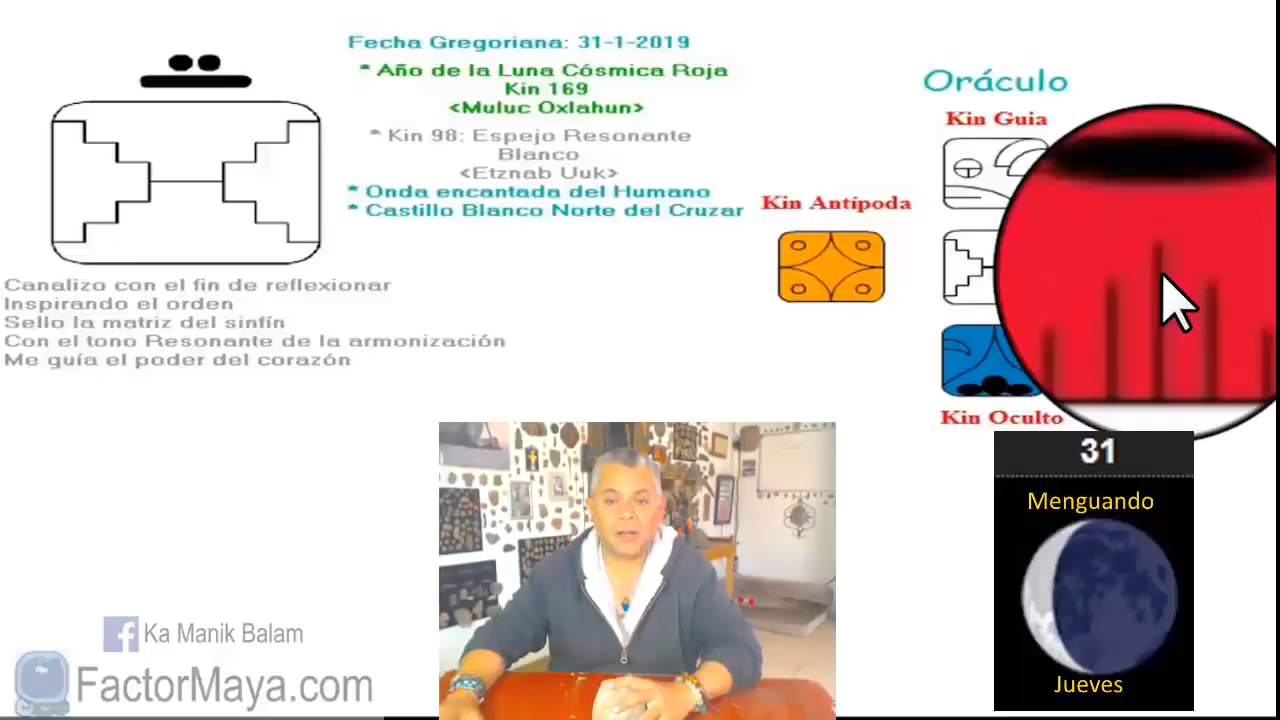 Fecha Gregoriana: 31-1-2019
* Año de la Luna Cósmica Roja
Kin 169
<Muluc Oxlahun>
* Kin 98: Espejo Resonante
Blanco
<Etznab Uuk>
* Onda encantada del Humano
* Castillo Blanco Norte del Cruzar
Canalizo con el fin de reflexionar
Inspirando el orden
Sello la matriz del sinfín
Con el tono Resonante de la armonización
Me guía el poder del corazón
Oráculo
Kin Guia
Kin Antípoda
Kin Oculto
31
Menguando
Jueves
Ka Manik Balam
FactorMaya.com